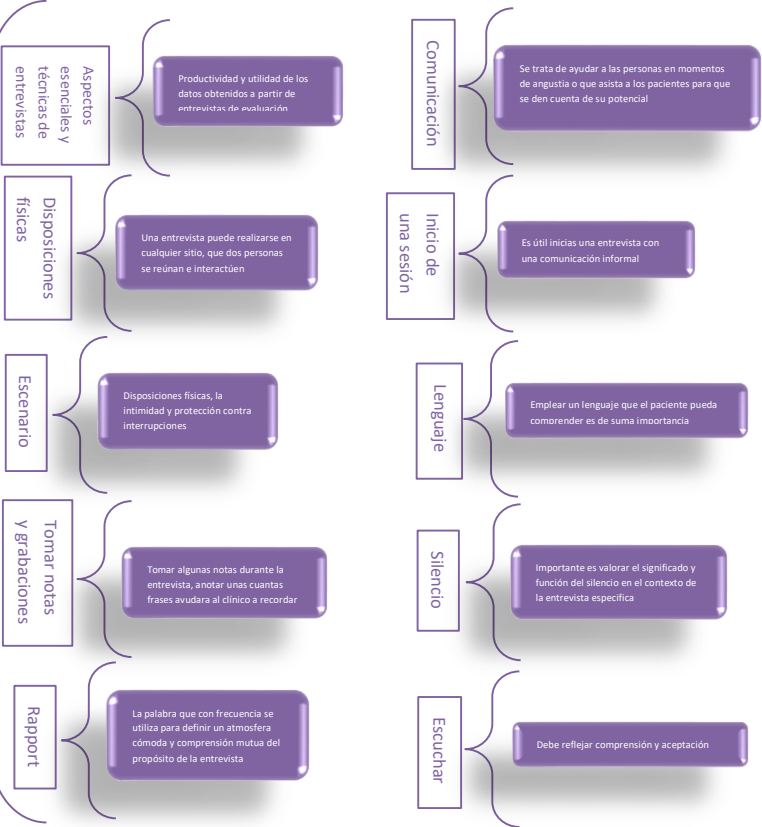 Aspectos
esenciales y
técnicas de
entrevistas
Productividad y utilidad de los
datos obtenidos a partir de
entrevistas de evaluación
Disposiciones
físicas
Una entrevista puede realizarse en
cualquier sitio, que dos personas
se reúnan e interactúen
Escenario
Disposiciones físicas, la
intimidad y protección contra
interrupciones
Tomar notas
y grabaciones
Tomar algunas notas durante la
entrevista, anotar unas cuantas
frases ayudara al clínico a recordar
Rapport
La palabra que con frecuencia se
utiliza para definir un atmosfera
cómoda y comprensión mutua del
propósito de la entrevista
Comunicación
Se trata de ayudar a las personas en momentos
de angustia o que asista a los pacientes para que
se den cuenta de su potencial
Inicio de
una sesión
Es útil inicias una entrevista con
una comunicación informal
Lenguaje
Emplear un lenguaje que el paciente pueda
comprender es de suma importancia
Silencio
Importante es valorar el significado y
función del silencio en el contexto de
la entrevista especifica
Escuchar
Debe reflejar comprensión y aceptación